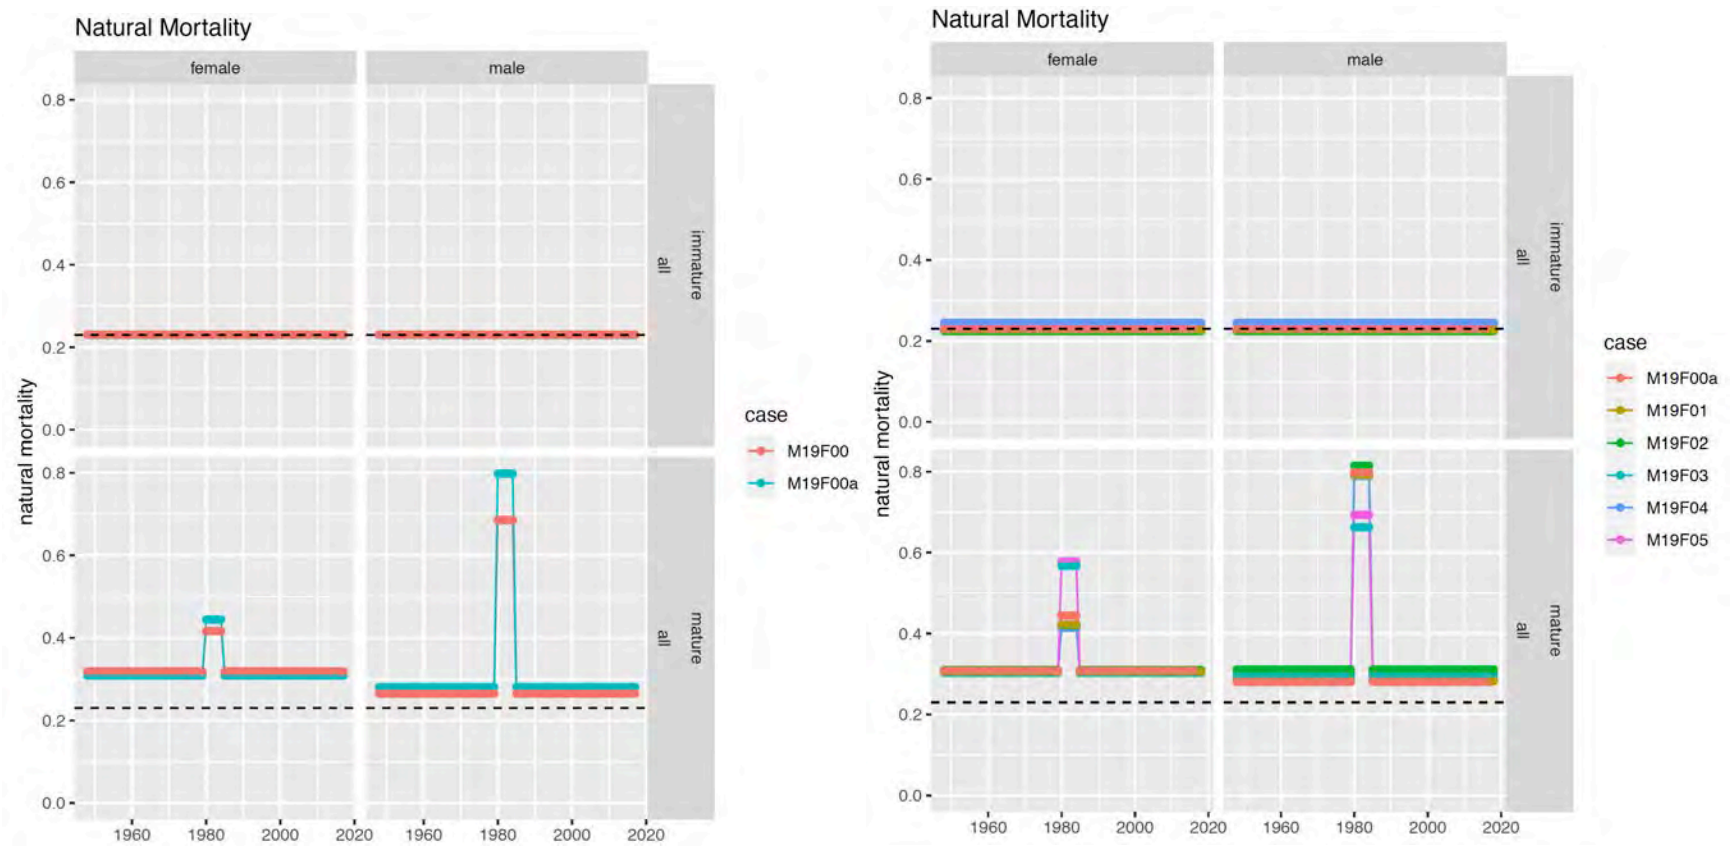 Natural Mortality
female
male
0.8
0.6
0.4
0.2
0.0
immature
all
0.8
0.6
0.4
0.2
0.0
mature
all
natural mortality
1960
1980
2000
2020
1960
1980
2000
2020
case
M19F00
M19F00a
Natural Mortality
female
male
0.8
0.6
0.4
0.2
0.0
immature
all
0.8
0.6
0.4
0.2
0.0
mature
all
natural mortality
1960
1980
2000
2020
1960
1980
2000
2020
case
M19F00a
M19F01
M19F02
M19F03
M19F04
M19F05